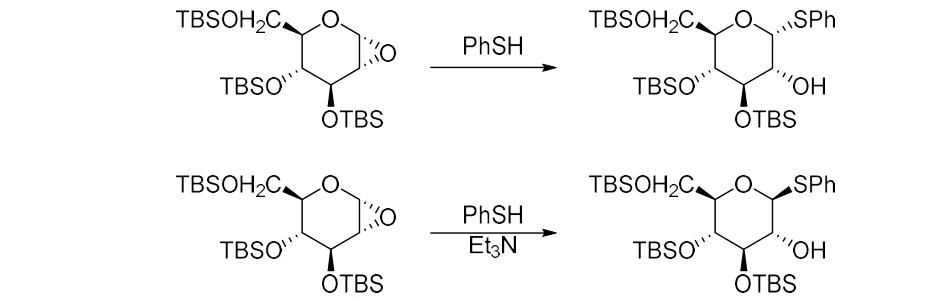 TBSOH₂C O
O
TBSO
OTBS
PhSH
TBSOH₂C O SPh
TBSO OH
OTBS
TBSOH₂C O
O
TBSO
OTBS
PhSH
Et₃N
TBSOH₂C O SPh
TBSO OH
OTBS